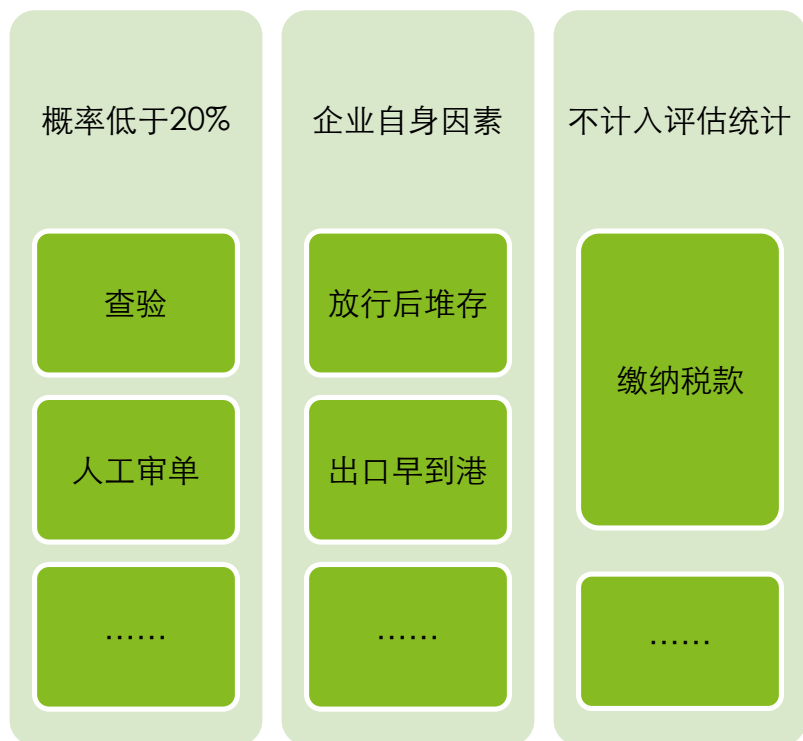 概率低于20%
查验
人工审单
……
企业自身因素
放行后堆存
出口早到港
……
不计入评估统计
缴纳税款
……